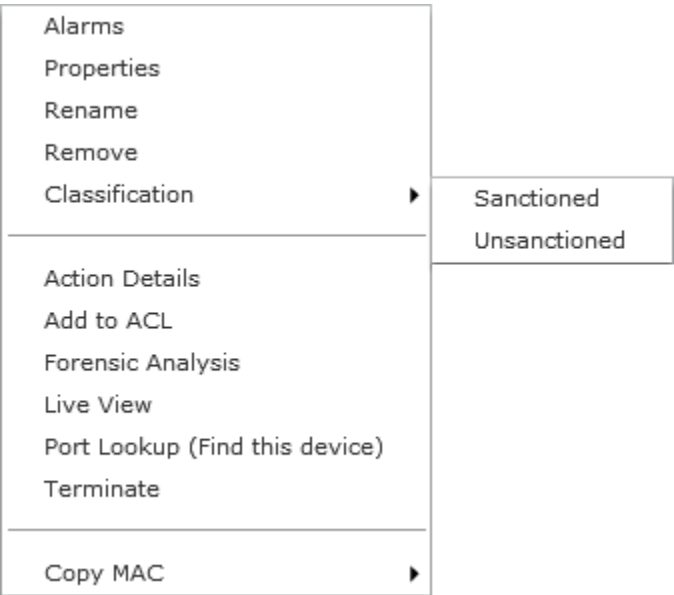 Alarms
Properties
Rename
Remove
Classification
Sanctioned
Unsanctioned
Action Details
Add to ACL
Forensic Analysis
Live View
Port Lookup (Find this device)
Terminate
Copy MAC